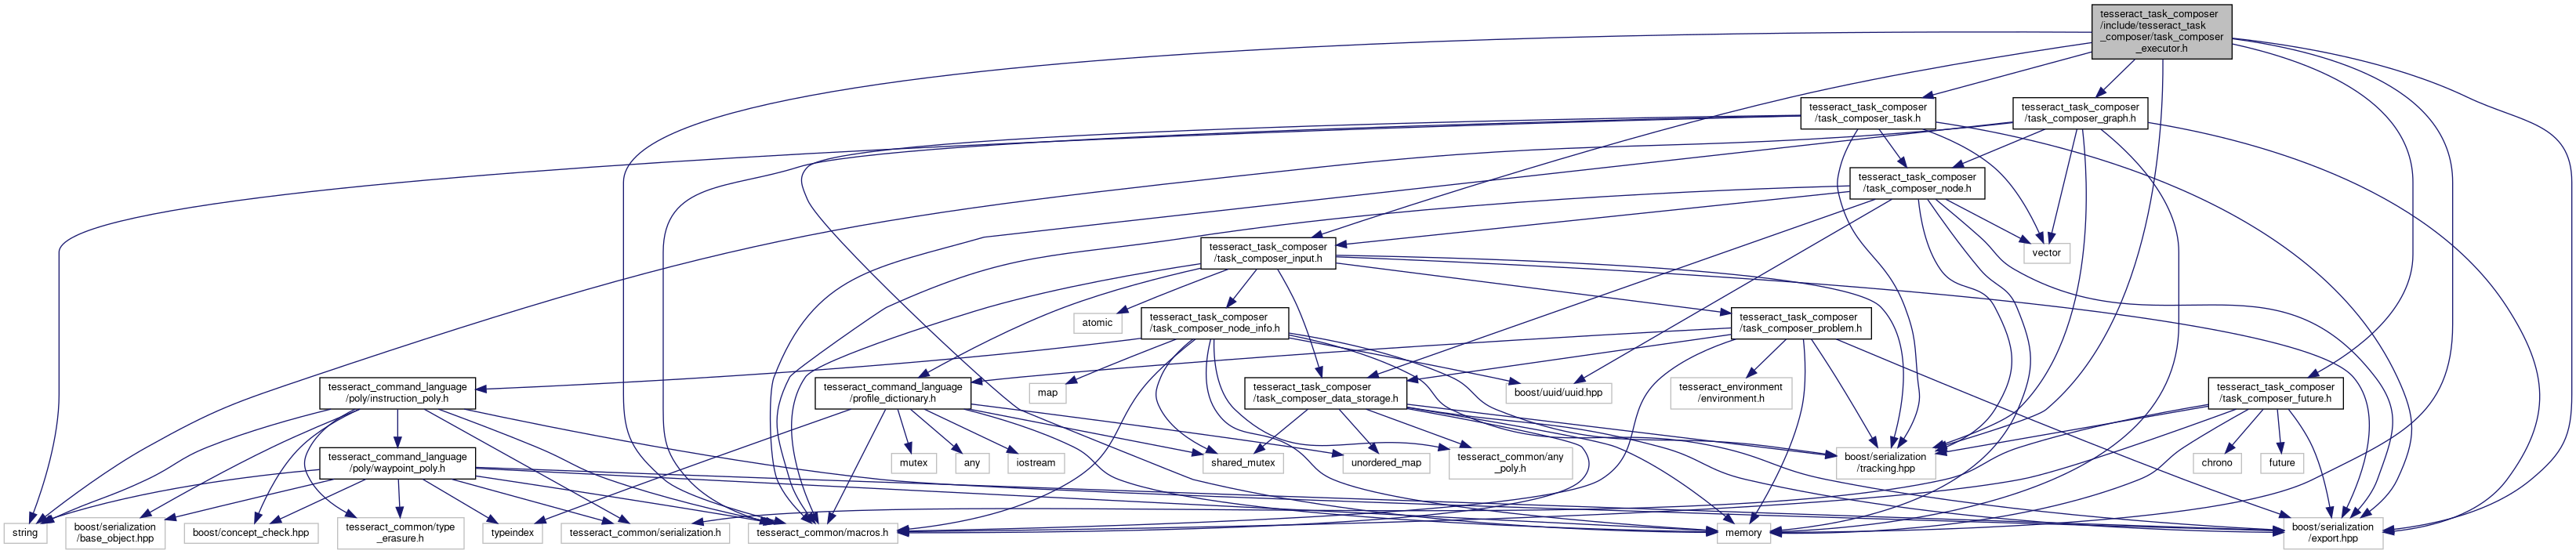 tesseract_task_composer
/include/tesseract_task
_composer/task_composer
_executor.h
tesseract_task_composer
/task_composer_task.h
tesseract_task_composer
/task_composer_graph.h
tesseract_task_composer
/task_composer_node.h
tesseract_task_composer
/task_composer_input.h
vector
atomic
tesseract_task_composer
/task_composer_node_info.h
tesseract_task_composer
/task_composer_problem.h
tesseract_command_language
/poly/instruction_poly.h
tesseract_command_language
/profile_dictionary.h
map
tesseract_task_composer
/task_composer_data_storage.h
boost/uuid/uuid.hpp
tesseract_environment
/environment.h
tesseract_task_composer
/task_composer_future.h
tesseract_command_language
/poly/waypoint_poly.h
mutex
any
iostream
shared_mutex
unordered_map
tesseract_common/any
_poly.h
boost/serialization
/tracking.hpp
chrono
future
string
boost/serialization
/base_object.hpp
boost/concept_check.hpp
tesseract_common/type
_erasure.h
typeindex
tesseract_common/serialization.h
tesseract_common/macros.h
memory
boost/serialization
/export.hpp